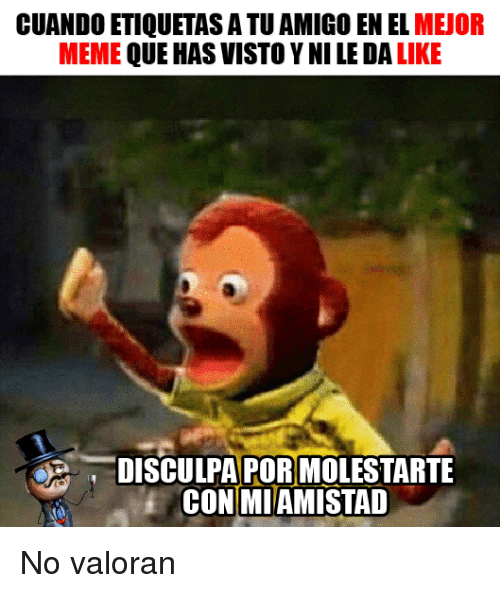 CUANDO ETIQUETAS A TU AMIGO EN EL MEJOR
MEME QUE HAS VISTO Y NI LE DA LIKE
DISCULPA POR MOLESTARTE
CON MI AMISTAD
No valoran